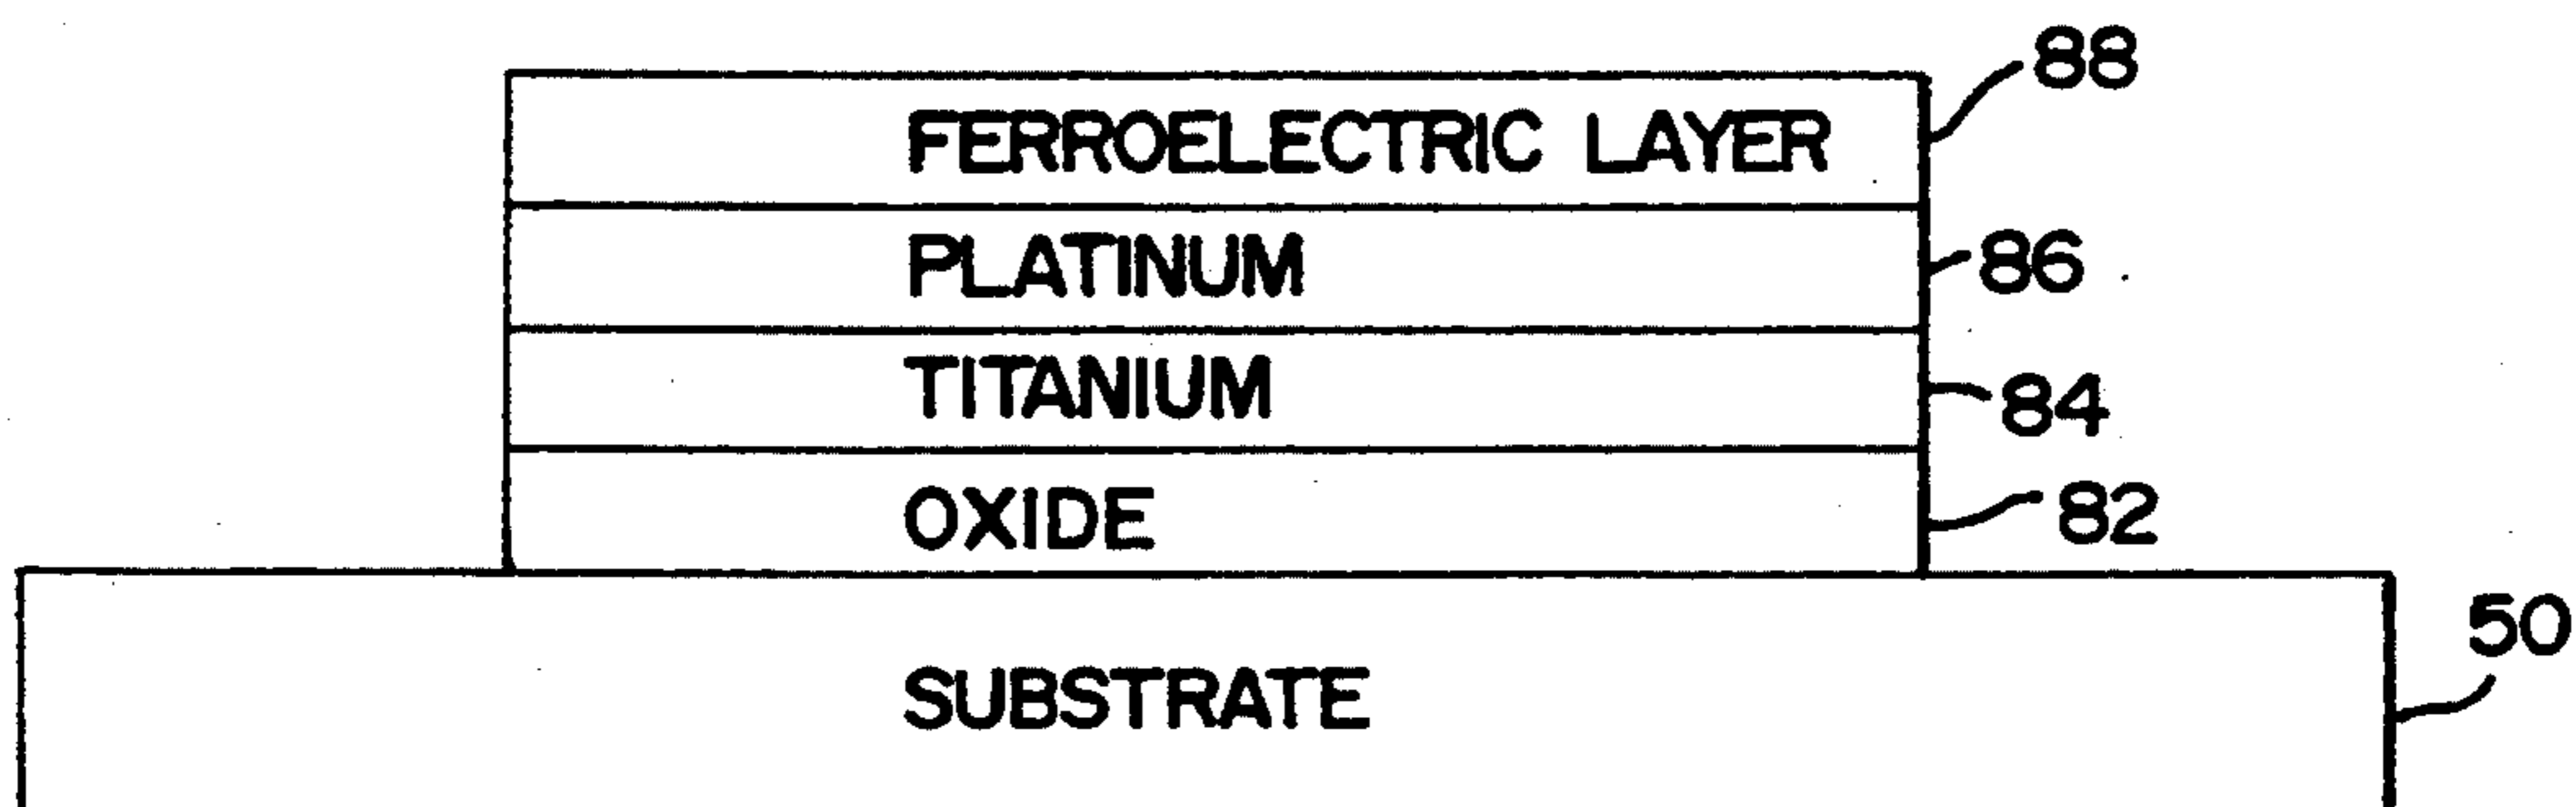 FERROELECTRIC LAYER 88
PLATINUM 86
TITANIUM 84
OXIDE 82
SUBSTRATE 50